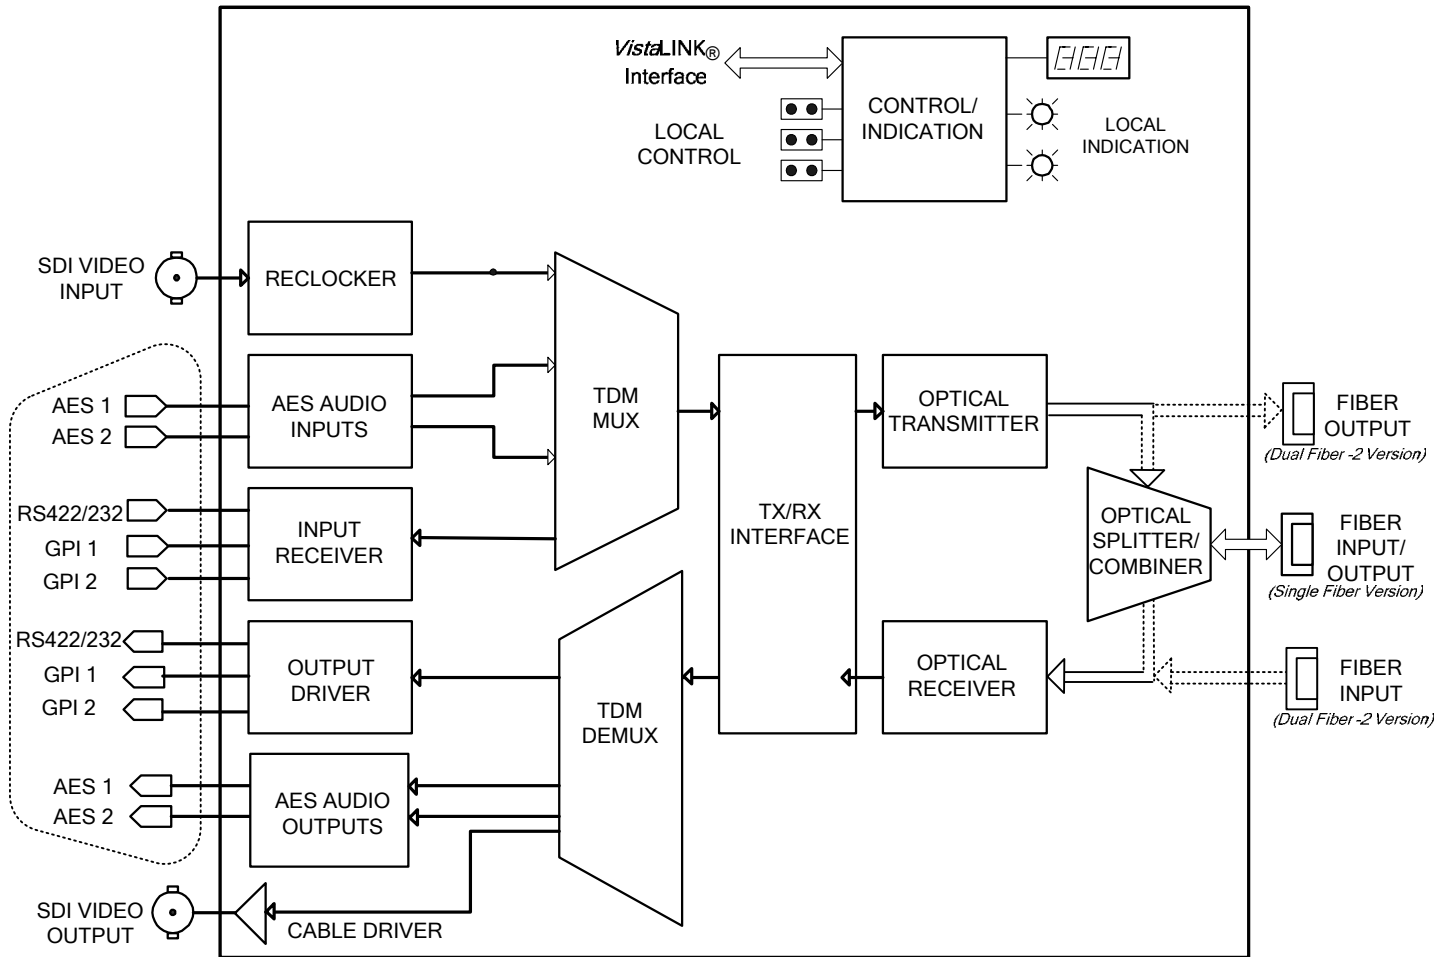 VistaLINK®
Interface
LOCAL
CONTROL
CONTROL/
INDICATION
LOCAL
INDICATION
SDI VIDEO
INPUT
RECLOCKER
AES 1
AES 2
AES AUDIO
INPUTS
TDM
MUX
RS422/232
GPI 1
GPI 2
INPUT
RECEIVER
TX/RX
INTERFACE
OPTICAL
TRANSMITTER
FIBER
OUTPUT
(Dual Fiber -2 Version)
OPTICAL
SPLITTER/
COMBINER
FIBER
INPUT/
OUTPUT
(Single Fiber Version)
RS422/232
GPI 1
GPI 2
OUTPUT
DRIVER
TDM
DEMUX
OPTICAL
RECEIVER
FIBER
INPUT
(Dual Fiber -2 Version)
AES 1
AES 2
AES AUDIO
OUTPUTS
SDI VIDEO
OUTPUT
CABLE DRIVER